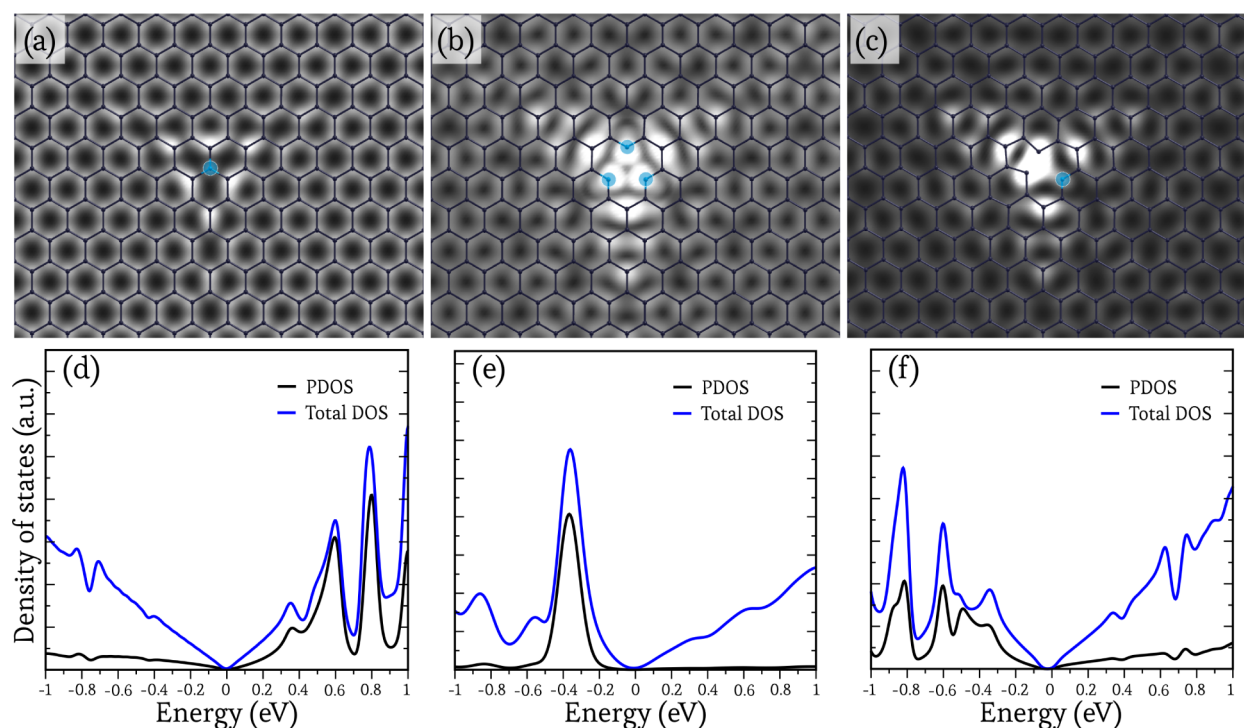 (a)
(b)
(c)
(d)
PDOS
Total DOS
Density of states (a.u.)
-1 -0.8 -0.6 -0.4 -0.2 0 0.2 0.4 0.6 0.8 1
Energy (eV)
(e)
PDOS
Total DOS
-1 -0.8 -0.6 -0.4 -0.2 0 0.2 0.4 0.6 0.8 1
Energy (eV)
(f)
PDOS
Total DOS
-1 -0.8 -0.6 -0.4 -0.2 0 0.2 0.4 0.6 0.8 1
Energy (eV)